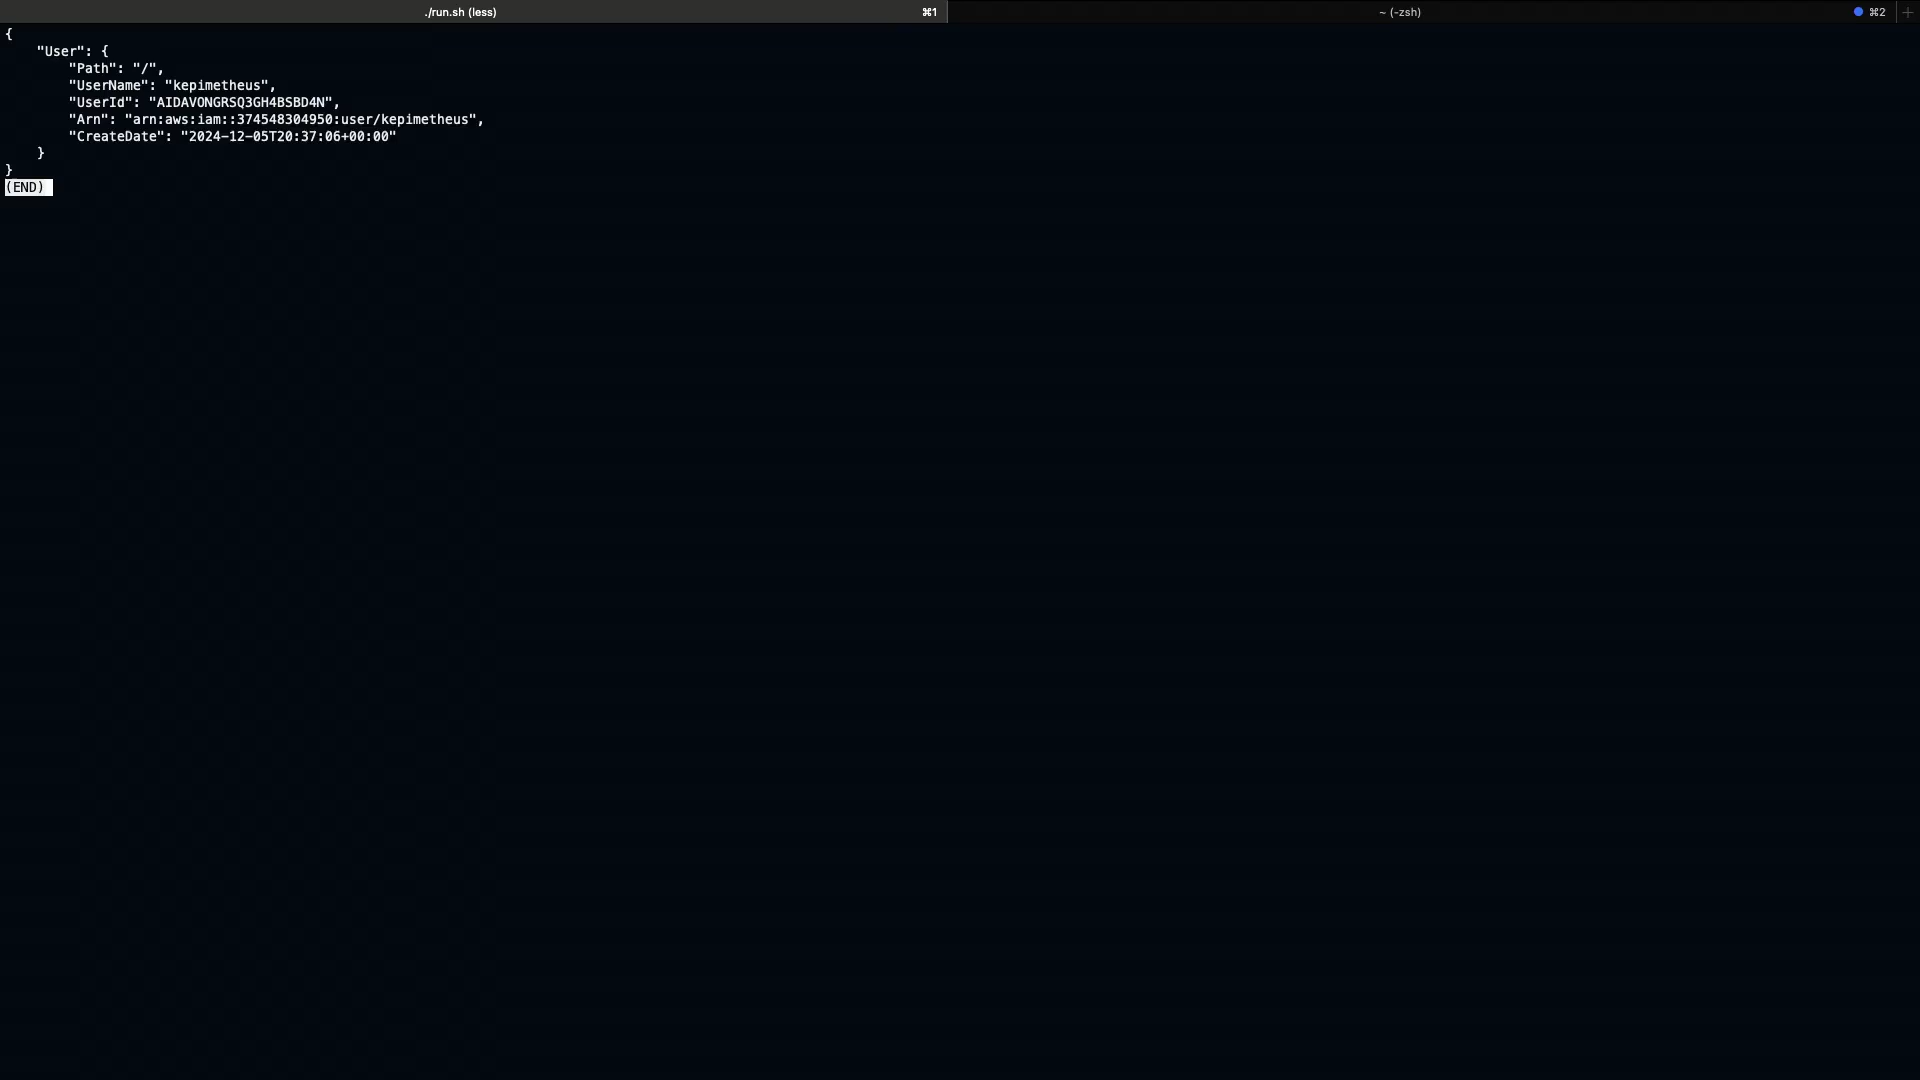 ./run.sh (less) ⌘1 ~ (-zsh) ⌘2 +
{
    "User": {
        "Path": "/",
        "UserName": "kepimetheus",
        "UserId": "AIDAVONGRSQ3GH4BSBD4N",
        "Arn": "arn:aws:iam::374548304950:user/kepimetheus",
        "CreateDate": "2024-12-05T20:37:06+00:00"
    }
}
(END)